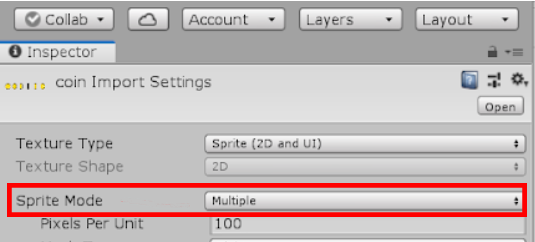 Collab Account Layers Layout
Inspector
coin Import Settings
Open
Texture Type Sprite (2D and UI)
Texture Shape 2D
Sprite Mode Multiple
Pixels Per Unit 100